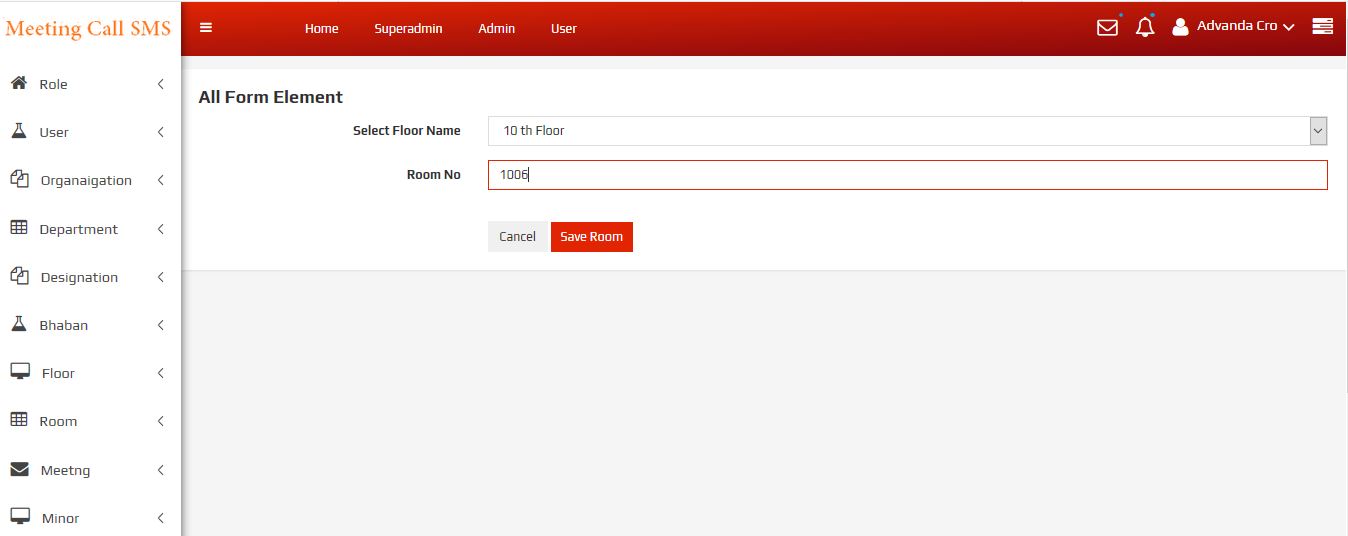 Meeting Call SMS
Home Superadmin Admin User Advanda Cro
Role
User
Organaigation
Department
Designation
Bhaban
Floor
Room
Meetng
Minor
All Form Element
Select Floor Name 10 th Floor
Room No 1006
Cancel Save Room